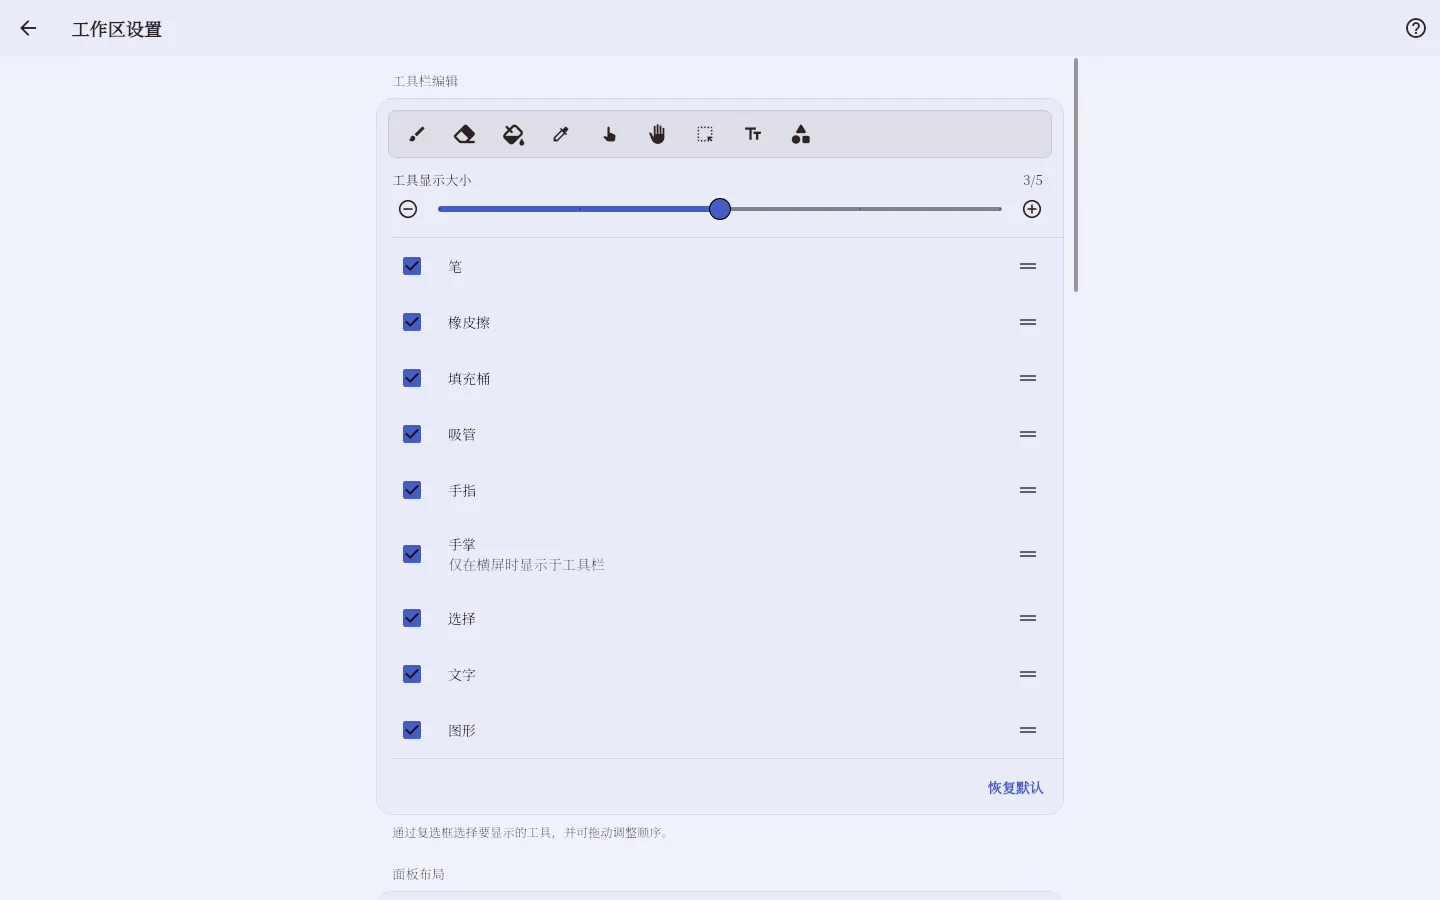 工作区设置
工具栏编辑
Tт
工具显示大小
3/5
笔
橡皮擦
填充桶
吸管
手指
手掌
仅在横屏时显示于工具栏
选择
文字
图形
恢复默认
通过复选框选择要显示的工具，并可拖动调整顺序。
面板布局